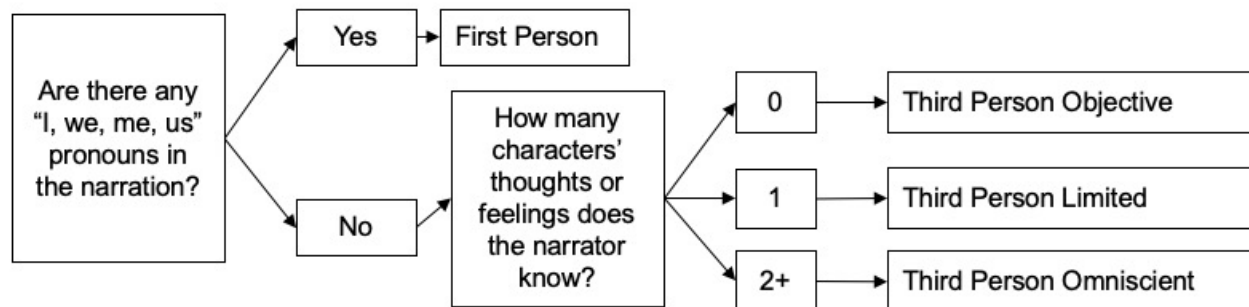 Are there any
“I, we, me, us”
pronouns in
the narration?
Yes
First Person
No
How many
characters’
thoughts or
feelings does
the narrator
know?
0
Third Person Objective
1
Third Person Limited
2+
Third Person Omniscient